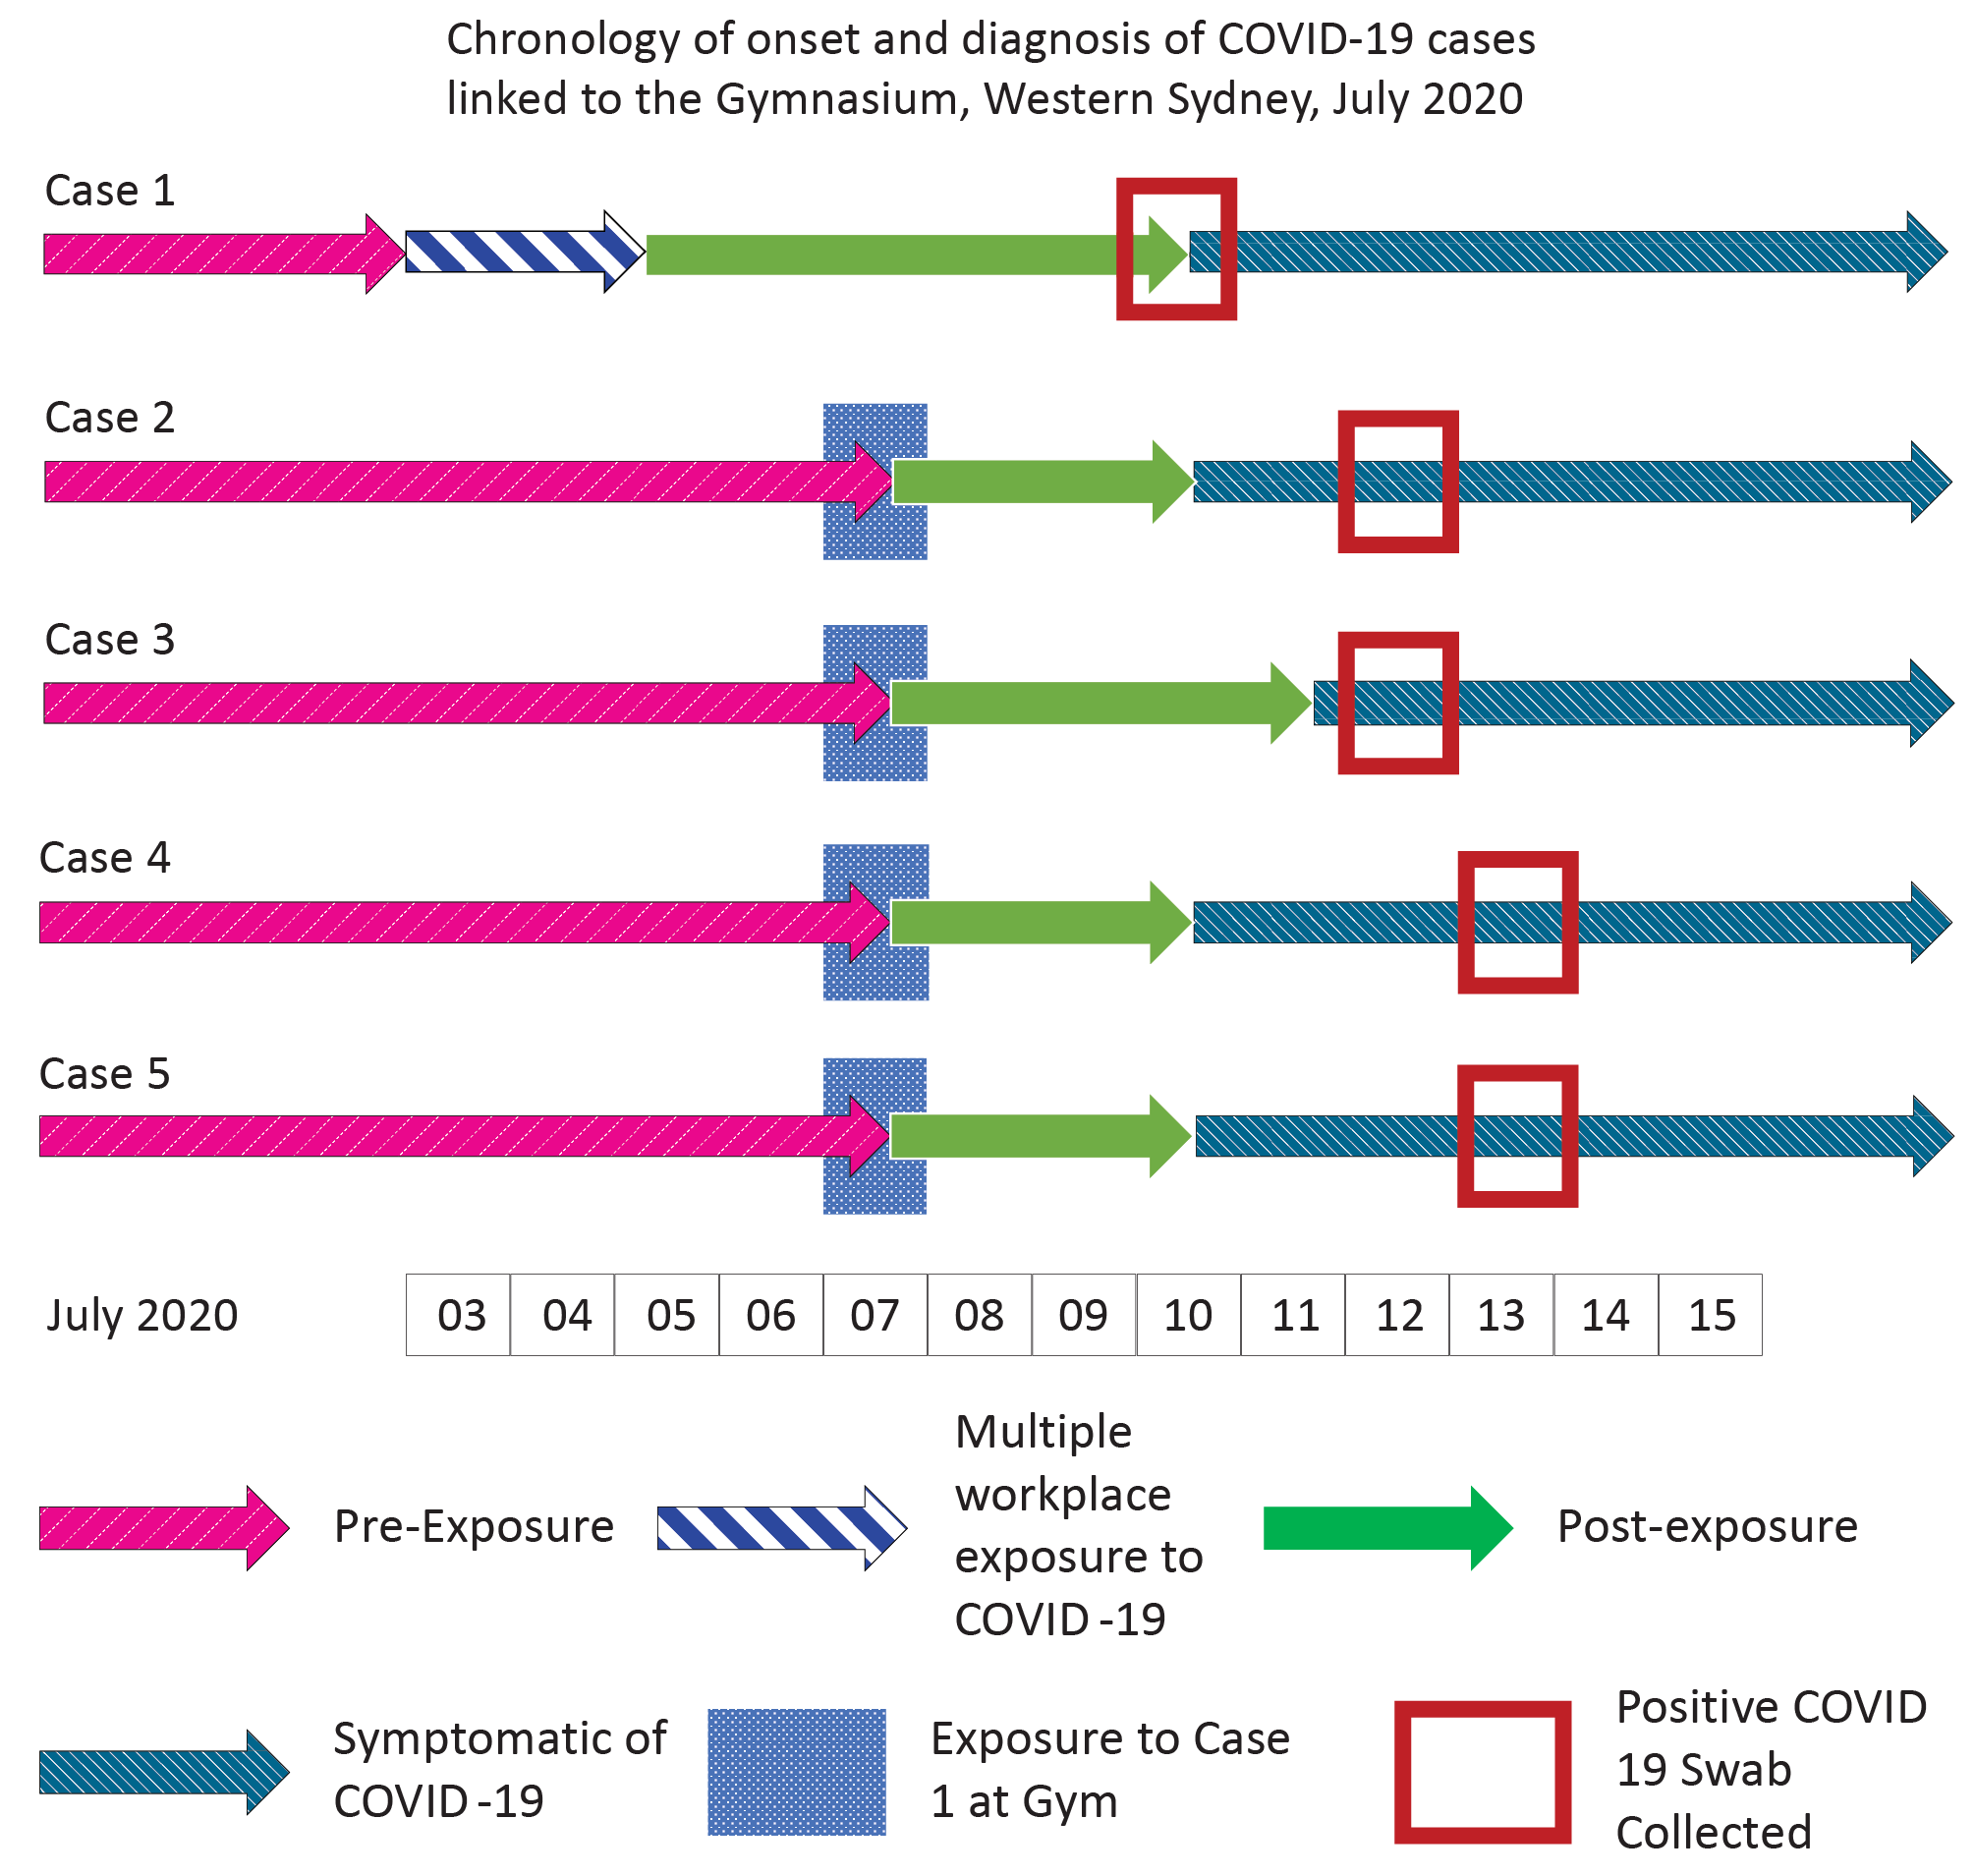 Chronology of onset and diagnosis of COVID-19 cases
linked to the Gymnasium, Western Sydney, July 2020
Case 1
Case 2
Case 3
Case 4
Case 5
July 2020 03 04 05 06 07 08 09 10 11 12 13 14 15
Pre-Exposure
Multiple
workplace
exposure to
COVID -19
Post-exposure
Symptomatic of
COVID -19
Exposure to Case
1 at Gym
Positive COVID
19 Swab
Collected